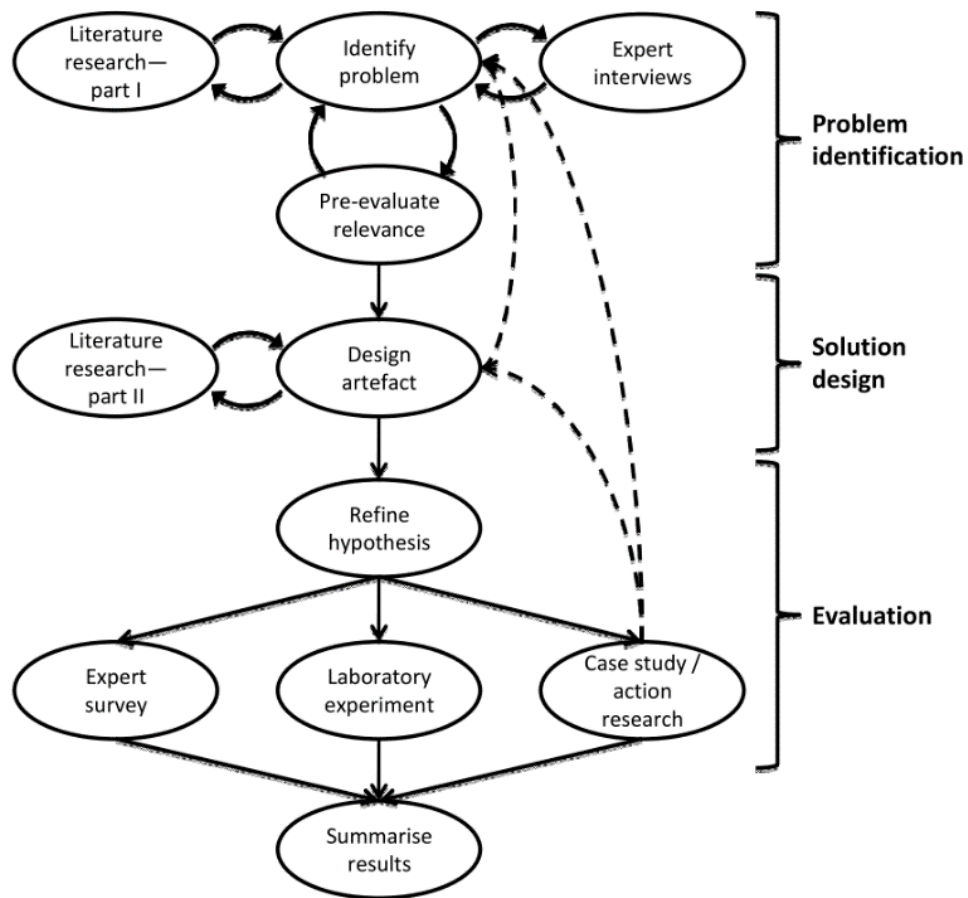 Literature
research—
part I
Identify
problem
Expert
interviews
Problem
identification
Pre-evaluate
relevance
Literature
research—
part II
Design
artefact
Solution
design
Refine
hypothesis
Evaluation
Expert
survey
Laboratory
experiment
Case study /
action
research
Summarise
results